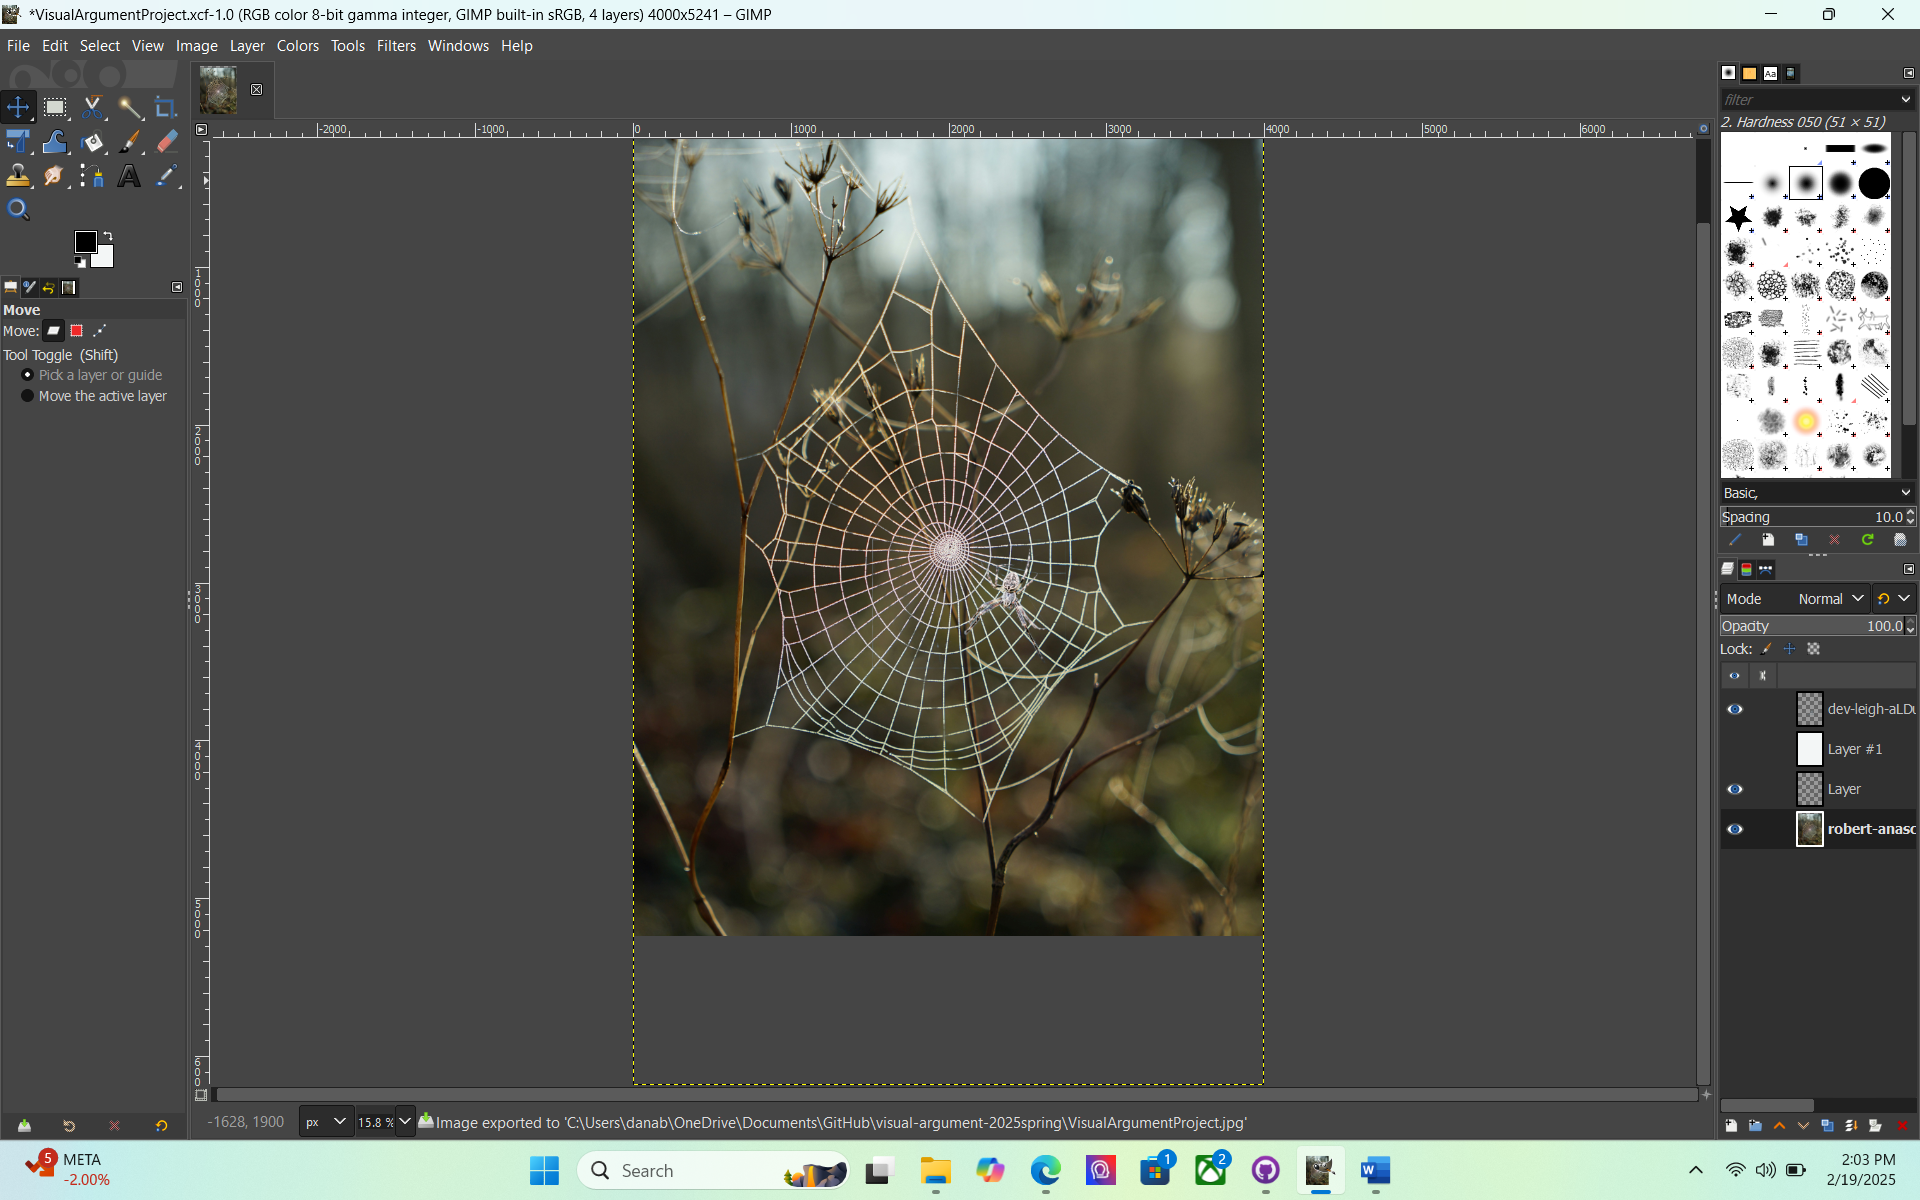 *VisualArgumentProject.xcf-1.0 (RGB color 8-bit gamma integer, GIMP built-in sRGB, 4 layers) 4000x5241 – GIMP
File Edit Select View Image Layer Colors Tools Filters Windows Help
-2000 -1000 0 1000 2000 3000 4000 5000 6000
1000
2000
3000
4000
5000
600
Move
Move:
Tool Toggle (Shift)
Pick a layer or guide
Move the active layer
Aa
filter
2. Hardness 050 (51 × 51)
Basic,
Spacing 10.0
Mode Normal
Opacity 100.0
Lock:
dev-leigh-aLDu
Layer #1
Layer
robert-anasc
-1628, 1900 px 15.8 % Image exported to 'C:\Users\danab\OneDrive\Documents\GitHub\visual-argument-2025spring\VisualArgumentProject.jpg'
5
META
-2.00%
Search
1
2
W
2:03 PM
2/19/2025